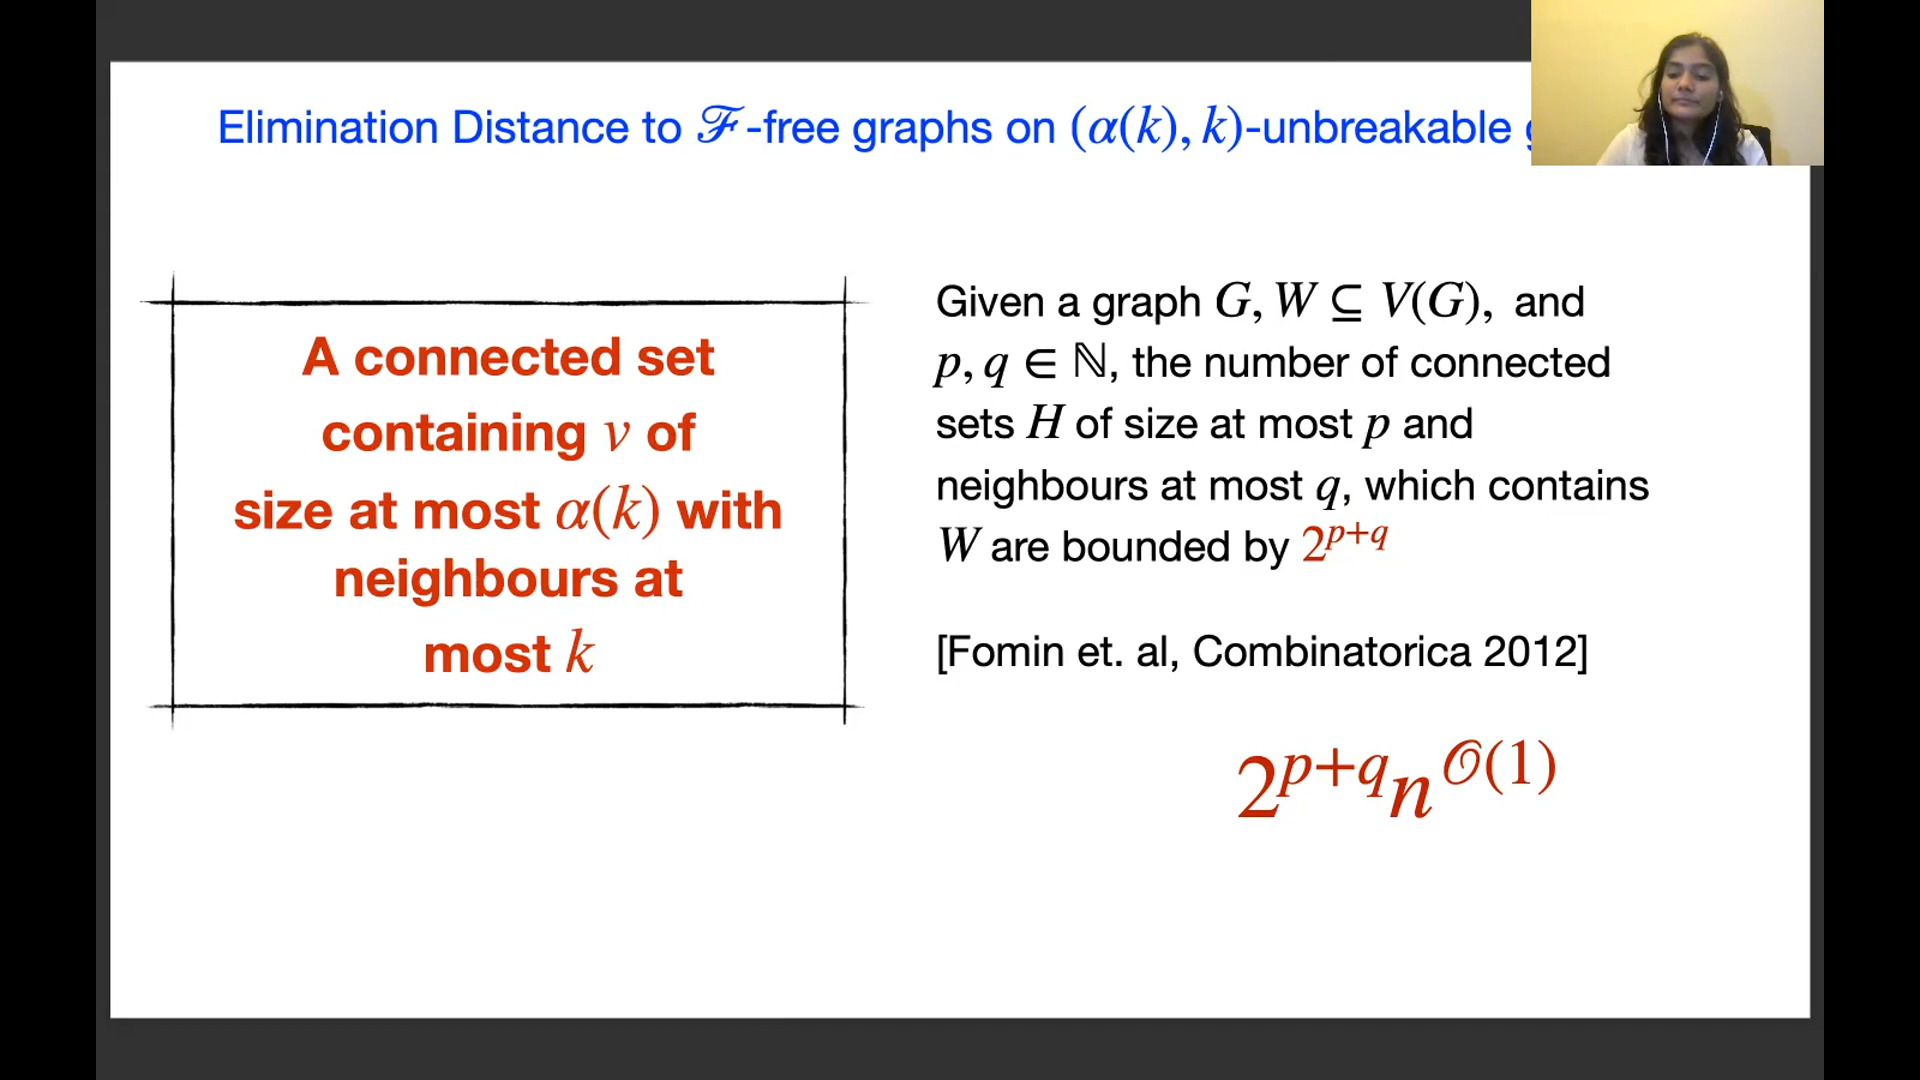 Elimination Distance to ℱ-free graphs on (α(k), k)-unbreakable
A connected set
containing v of
size at most α(k) with
neighbours at
most k
Given a graph G, W ⊆ V(G), and
p, q ∈ ℕ, the number of connected
sets H of size at most p and
neighbours at most q, which contains
W are bounded by 2^{p+q}
[Fomin et. al, Combinatorica 2012]
2^{p+q}n^{𝒪(1)}